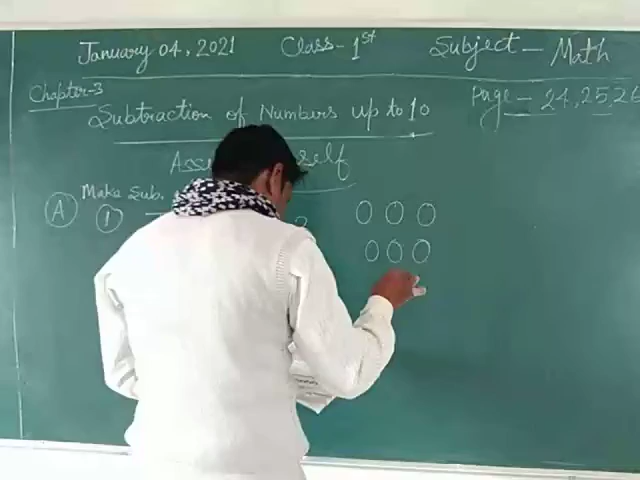 January 04, 2021 Class-1st Subject - Math
Chapter-3 Page - 24,25,26
Subtraction of Numbers up to 10
Make Sub.
A 1 2